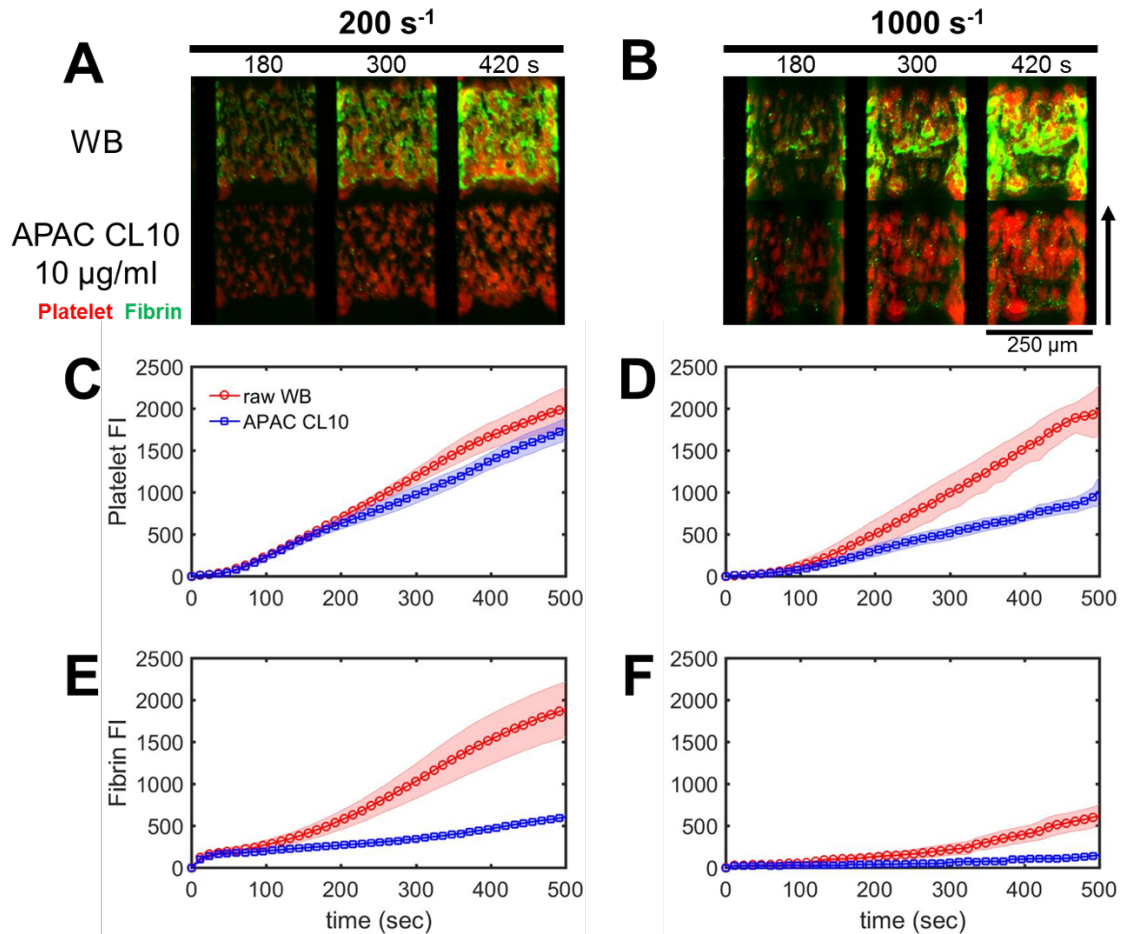 200 s-1
1000 s-1
A
180 300 420 s
B
180 300 420 s
WB
APAC CL10
10 µg/ml
Platelet Fibrin
250 µm
C
2500
2000
1500
1000
500
0
Platelet FI
raw WB
APAC CL10
0 100 200 300 400 500
D
2500
2000
1500
1000
500
0
0 100 200 300 400 500
E
2500
2000
1500
1000
500
0
Fibrin FI
0 100 200 300 400 500
time (sec)
F
2500
2000
1500
1000
500
0
0 100 200 300 400 500
time (sec)